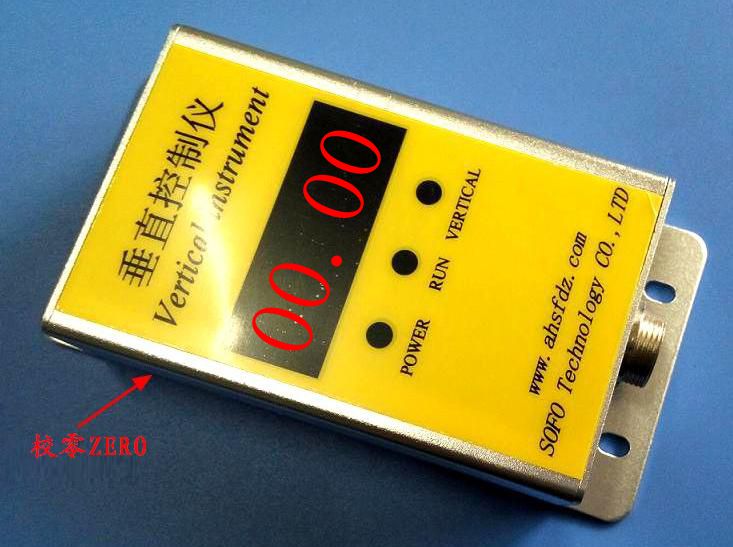 垂直控制仪
Vertical Instrument
00.00
POWER
RUN
VERTICAL
www.ahsfdz.com
SOFO Technology CO.,LTD
校零ZERO